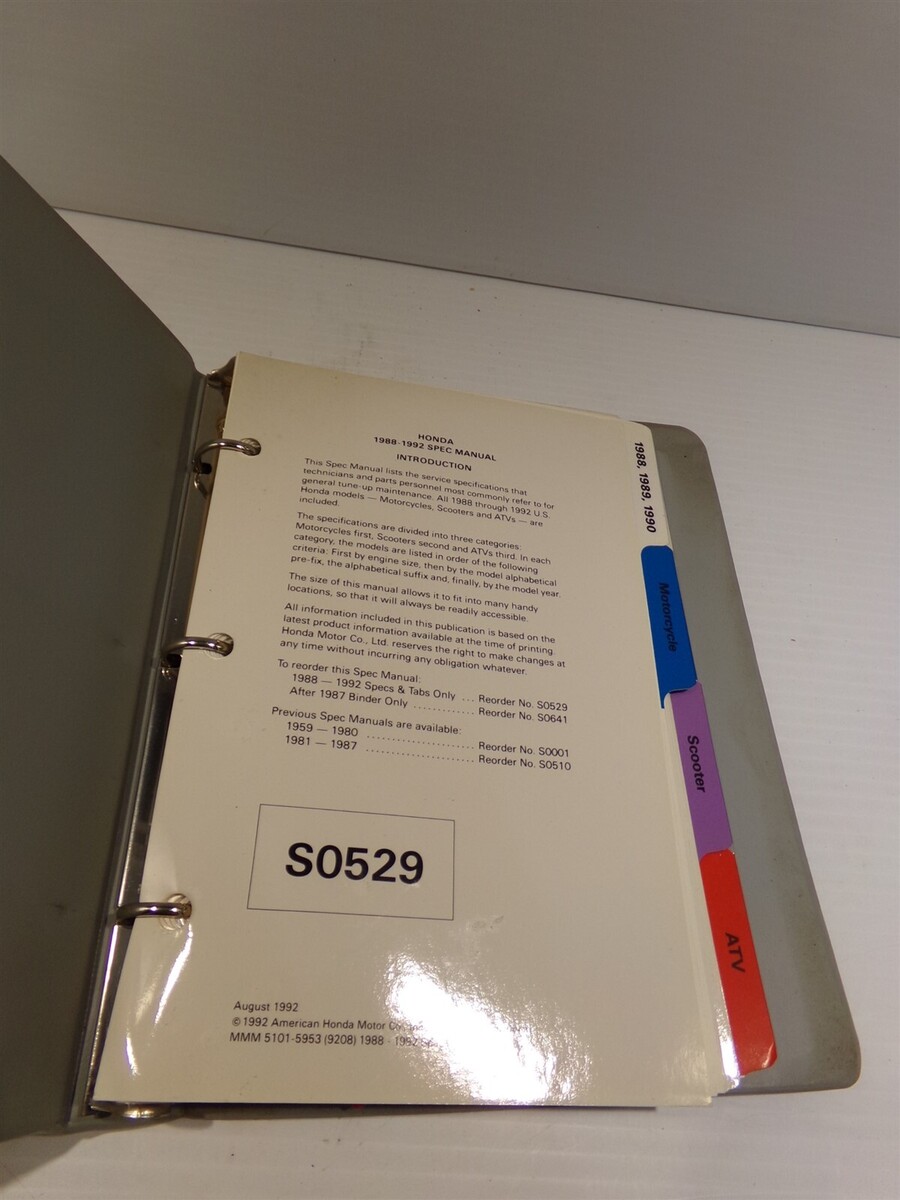 HONDA
1988-1992 SPEC MANUAL
INTRODUCTION
This Spec Manual lists the service specifications that
technicians and parts personnel most commonly refer to for
general tune-up maintenance. All 1988 through 1992 U.S.
Honda models — Motorcycles, Scooters and ATVs — are
included.
The specifications are divided into three categories:
Motorcycles first, Scooters second and ATVs third. In each
category, the models are listed in order of the following
criteria: First by engine size, then by the model alphabetical
pre-fix, the alphabetical suffix and, finally, by the model year.
The size of this manual allows it to fit into many handy
locations, so that it will always be readily accessible.
All information included in this publication is based on the
latest product information available at the time of printing.
Honda Motor Co., Ltd. reserves the right to make changes at
any time without incurring any obligation whatever.
To reorder this Spec Manual:
1988 — 1992 Specs & Tabs Only ... Reorder No. S0529
After 1987 Binder Only ............ Reorder No. S0641
Previous Spec Manuals are available:
1959 — 1980 ..................... Reorder No. S0001
1981 — 1987 ..................... Reorder No. S0510
S0529
August 1992
© 1992 American Honda Motor
MMM 5101-5953 (9208) 1988 - 1992
1988, 1989, 1990
Motorcycle
Scooter
ATV